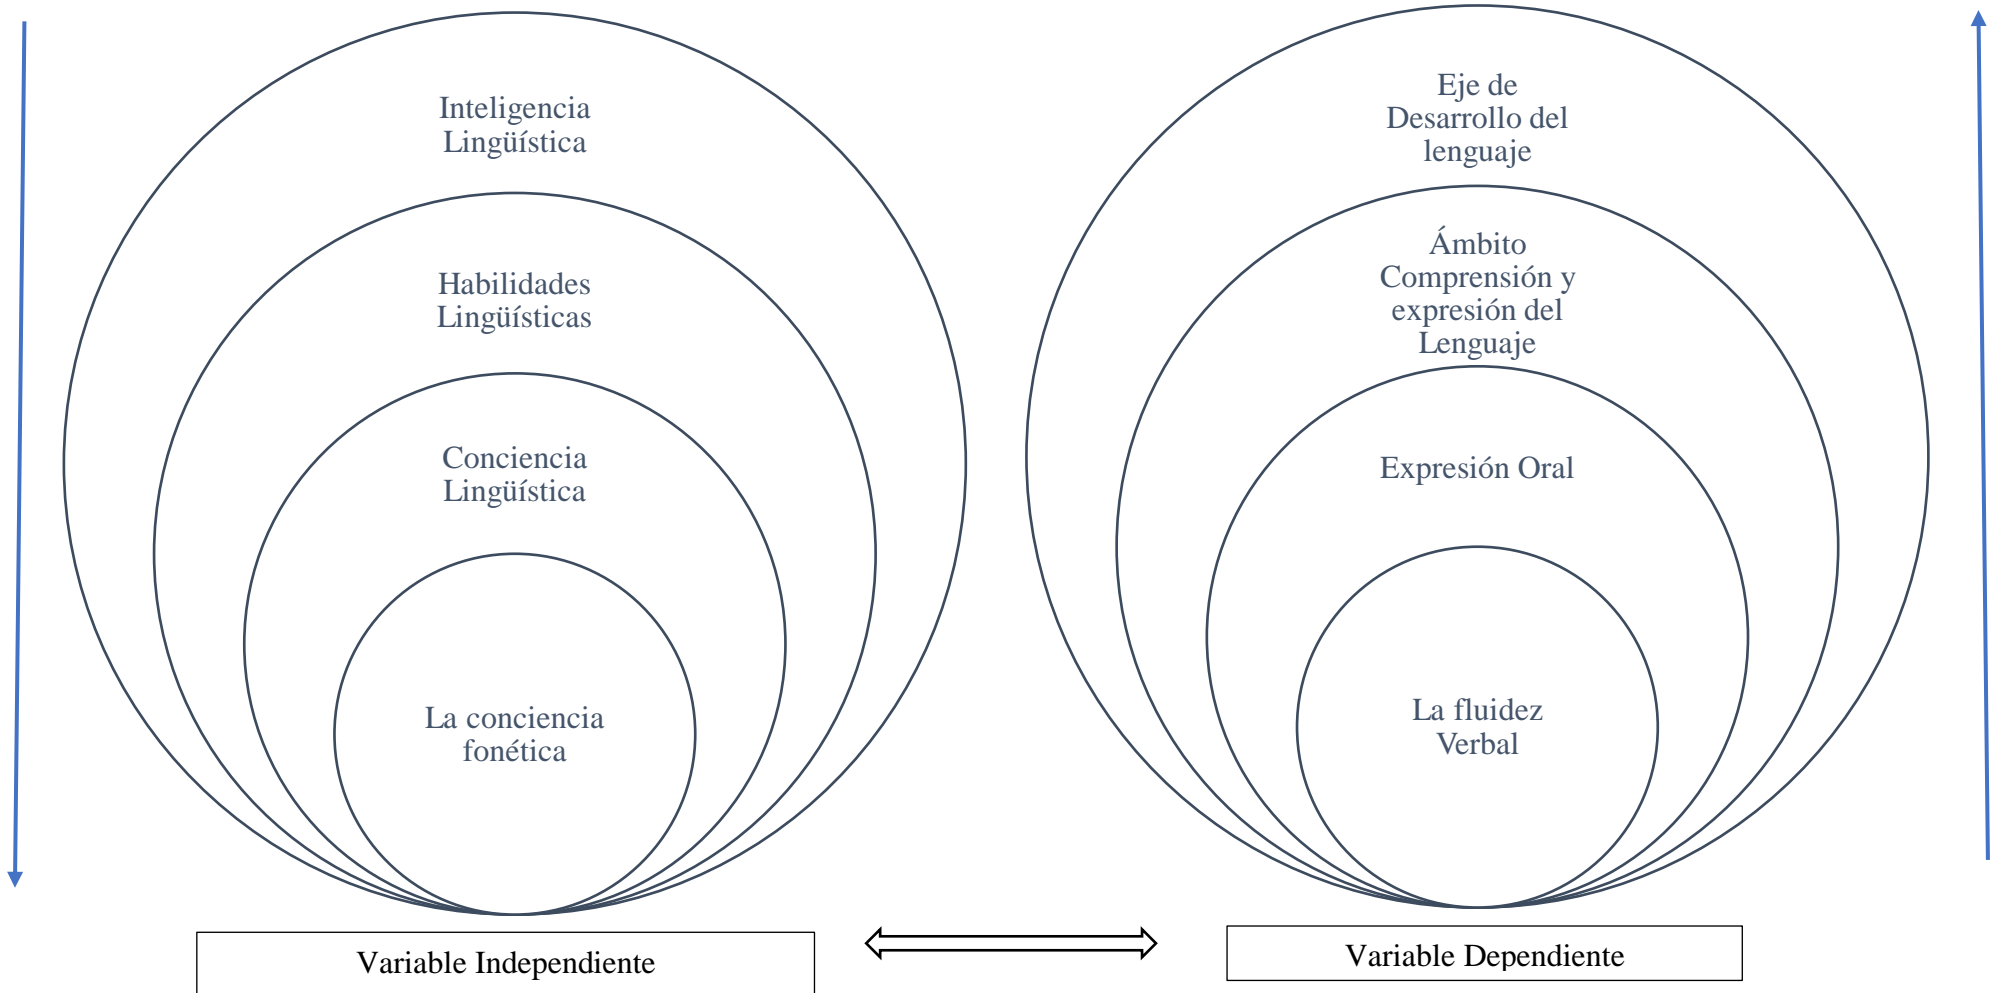 Inteligencia
Lingüística
Habilidades
Lingüísticas
Conciencia
Lingüística
La conciencia
fonética
Variable Independiente
Eje de
Desarrollo del
lenguaje
Ámbito
Comprensión y
expresión del
Lenguaje
Expresión Oral
La fluidez
Verbal
Variable Dependiente